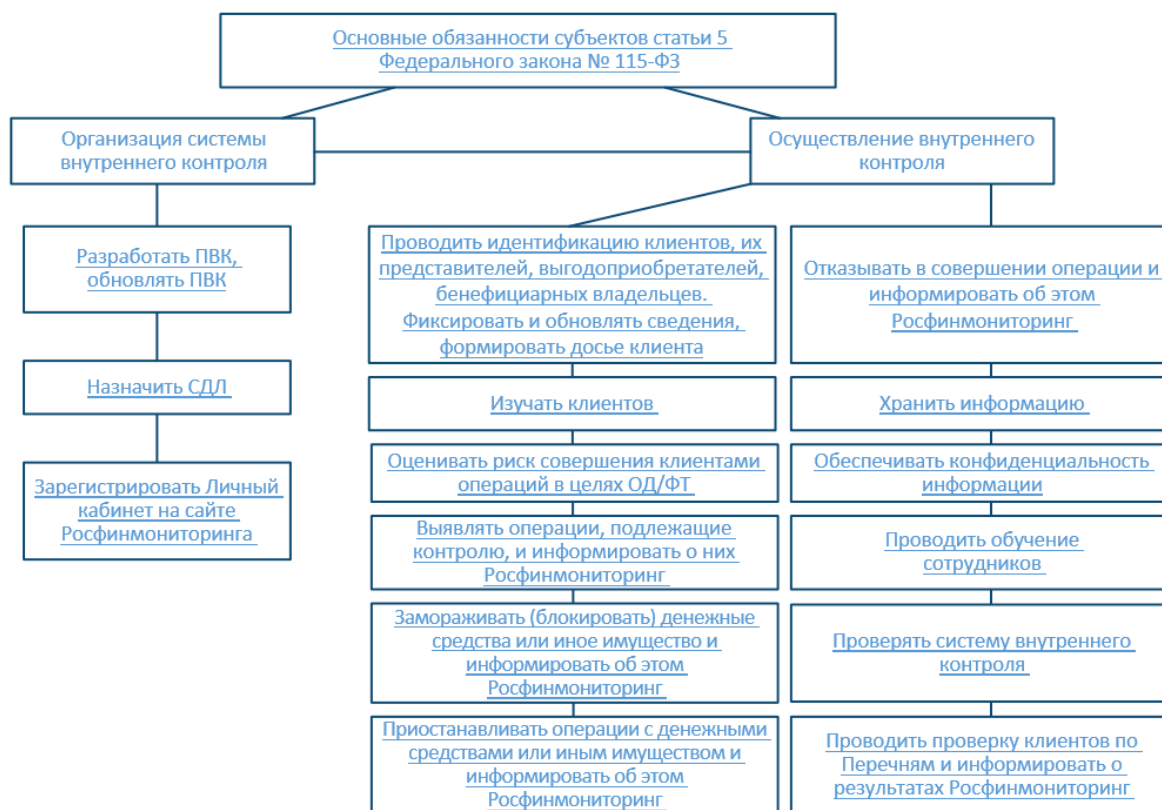 Основные обязанности субъектов статьи 5
Федерального закона № 115-ФЗ
Организация системы
внутреннего контроля
Осуществление внутреннего
контроля
Разработать ПВК,
обновлять ПВК
Назначить СДЛ
Зарегистрировать Личный
кабинет на сайте
Росфинмониторинга
Проводить идентификацию клиентов, их
представителей, выгодоприобретателей,
бенефициарных владельцев.
Фиксировать и обновлять сведения,
формировать досье клиента
Изучать клиентов
Оценивать риск совершения клиентами
операций в целях ОД/ФТ
Выявлять операции, подлежащие
контролю, и информировать о них
Росфинмониторинг
Замораживать (блокировать) денежные
средства или иное имущество и
информировать об этом
Росфинмониторинг
Приостанавливать операции с денежными
средствами или иным имуществом и
информировать об этом
Росфинмониторинг
Отказывать в совершении операции и
информировать об этом
Росфинмониторинг
Хранить информацию
Обеспечивать конфиденциальность
информации
Проводить обучение
сотрудников
Проверять систему внутреннего
контроля
Проводить проверку клиентов по
Перечням и информировать о
результатах Росфинмониторинг